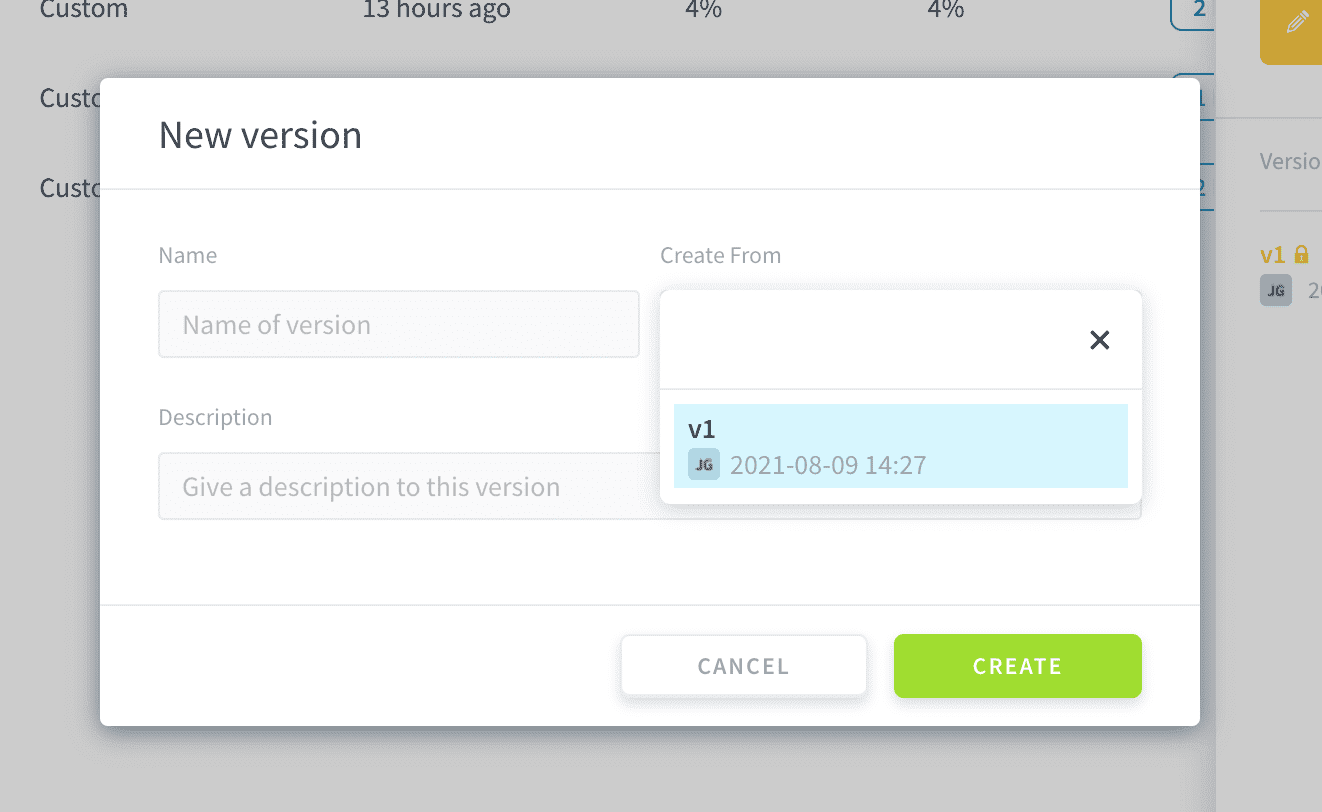 Custom 13 hours ago 4% 4% 2
Custo 1
New version
Custo 2
Versio
Name Create From
v1
Name of version
JG 20
v1
Description
JG 2021-08-09 14:27
Give a description to this version
CANCEL CREATE